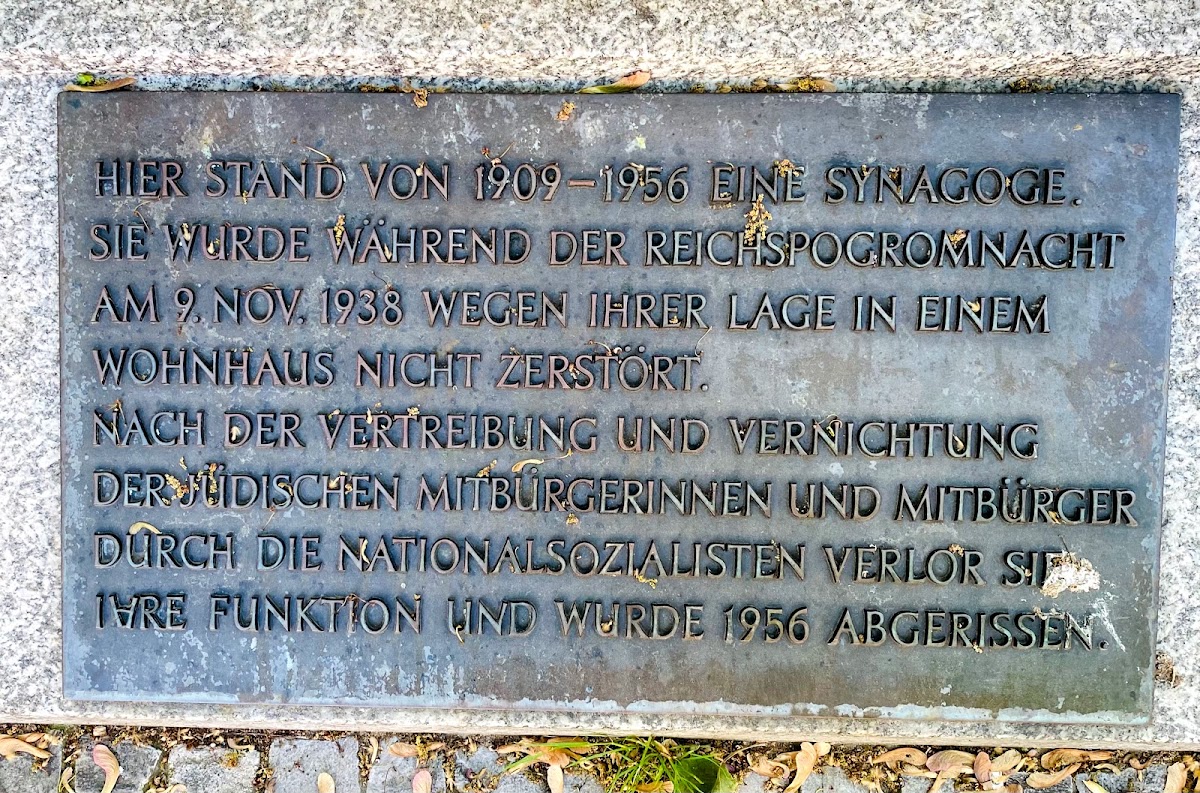 HIER STAND VON 1909–1956 EINE SYNAGOGE.
SIE WURDE WÄHREND DER REICHSPOGROMNACHT
AM 9. NOV. 1938 WEGEN IHRER LAGE IN EINEM
WOHNHAUS NICHT ZERSTÖRT.
NACH DER VERTREIBUNG UND VERNICHTUNG
DER JÜDISCHEN MITBÜRGERINNEN UND MITBÜRGER
DURCH DIE NATIONALSOZIALISTEN VERLOR SIE
IHRE FUNKTION UND WURDE 1956 ABGERISSEN.